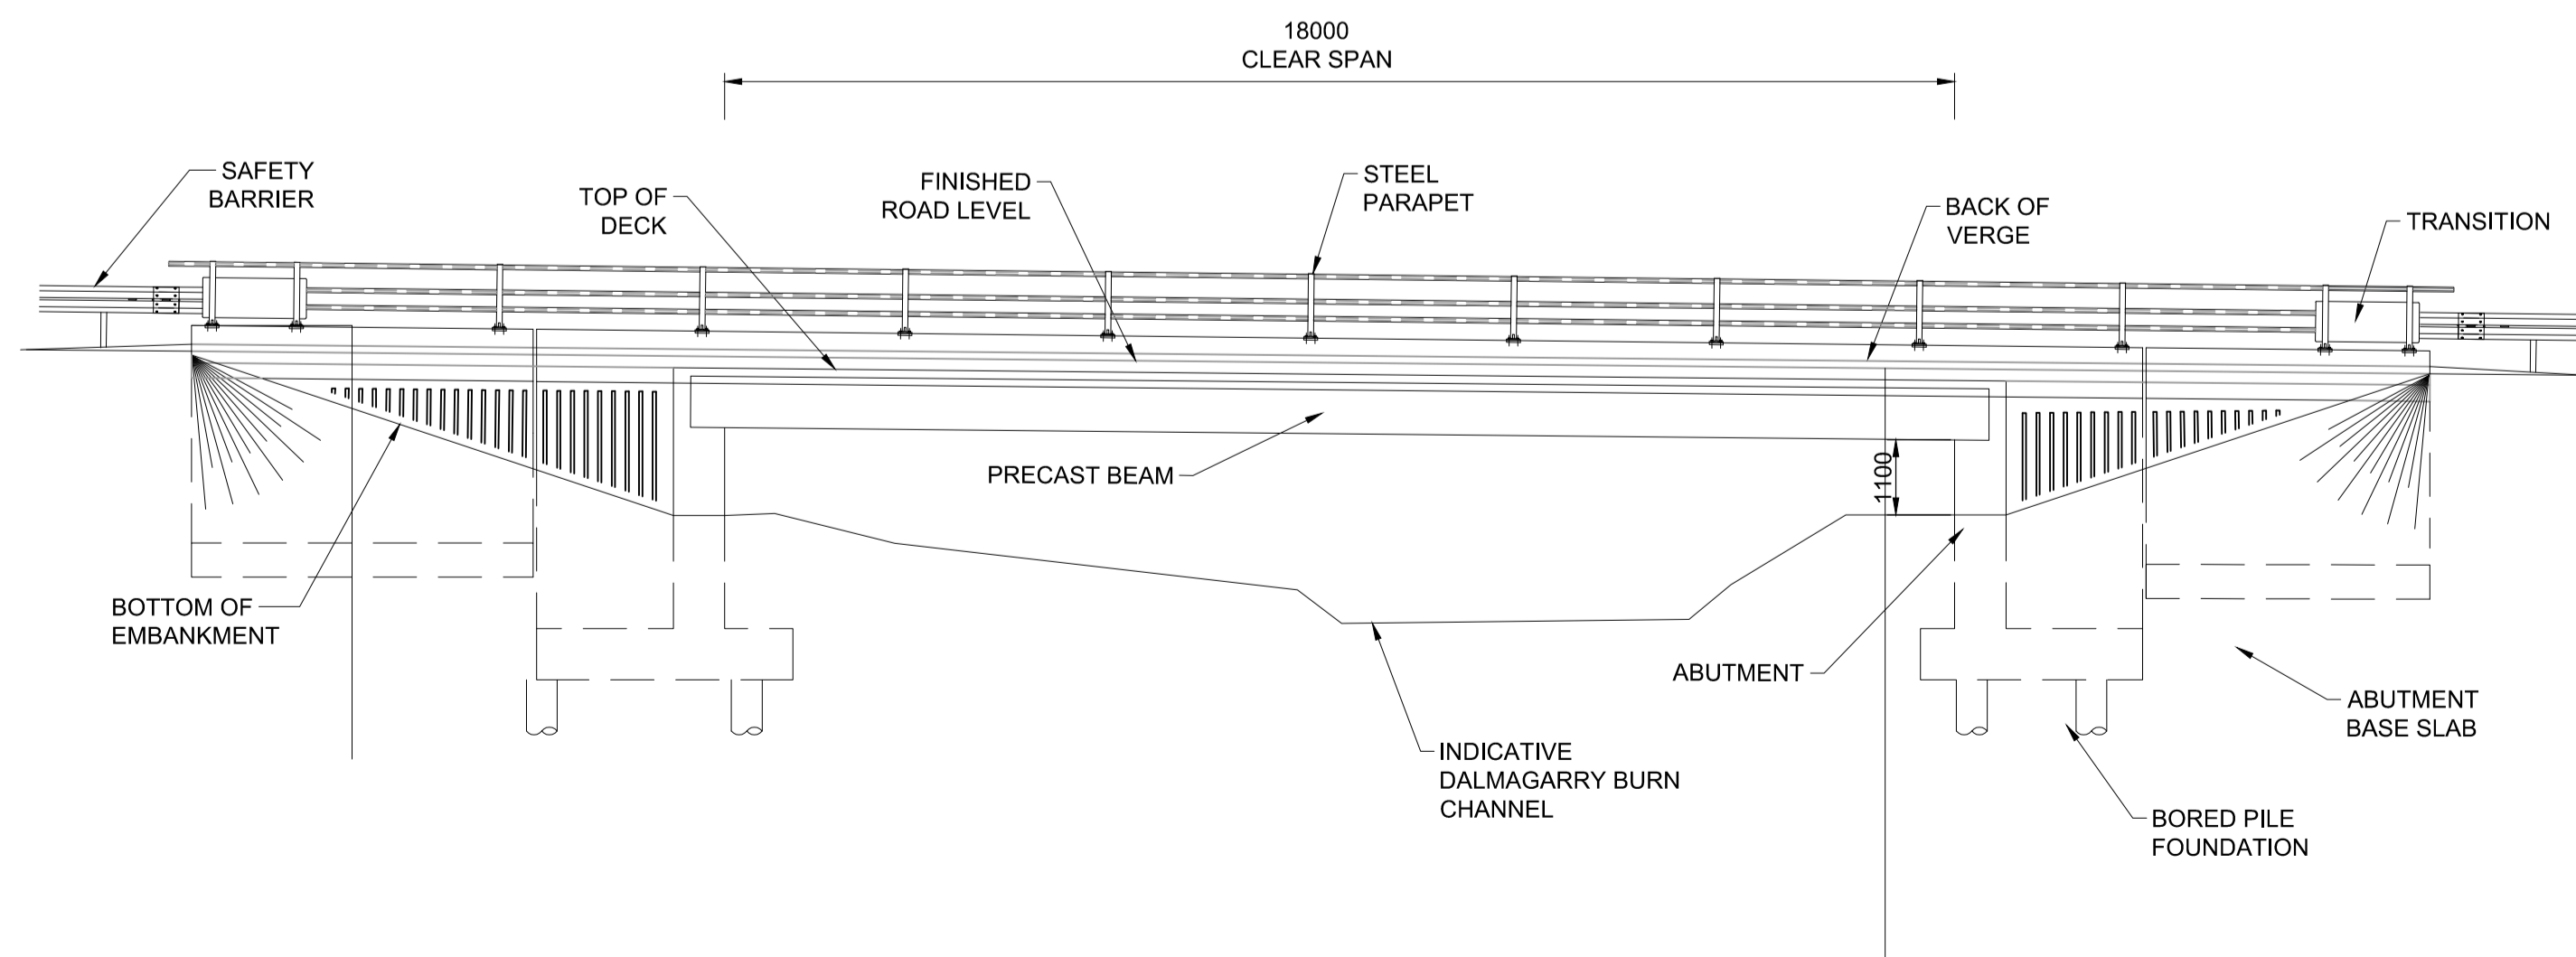 18000
CLEAR SPAN
SAFETY
BARRIER
TOP OF
DECK
FINISHED
ROAD LEVEL
STEEL
PARAPET
BACK OF
VERGE
TRANSITION
PRECAST BEAM
1100
BOTTOM OF
EMBANKMENT
ABUTMENT
ABUTMENT
BASE SLAB
INDICATIVE
DALMAGARRY BURN
CHANNEL
BORED PILE
FOUNDATION